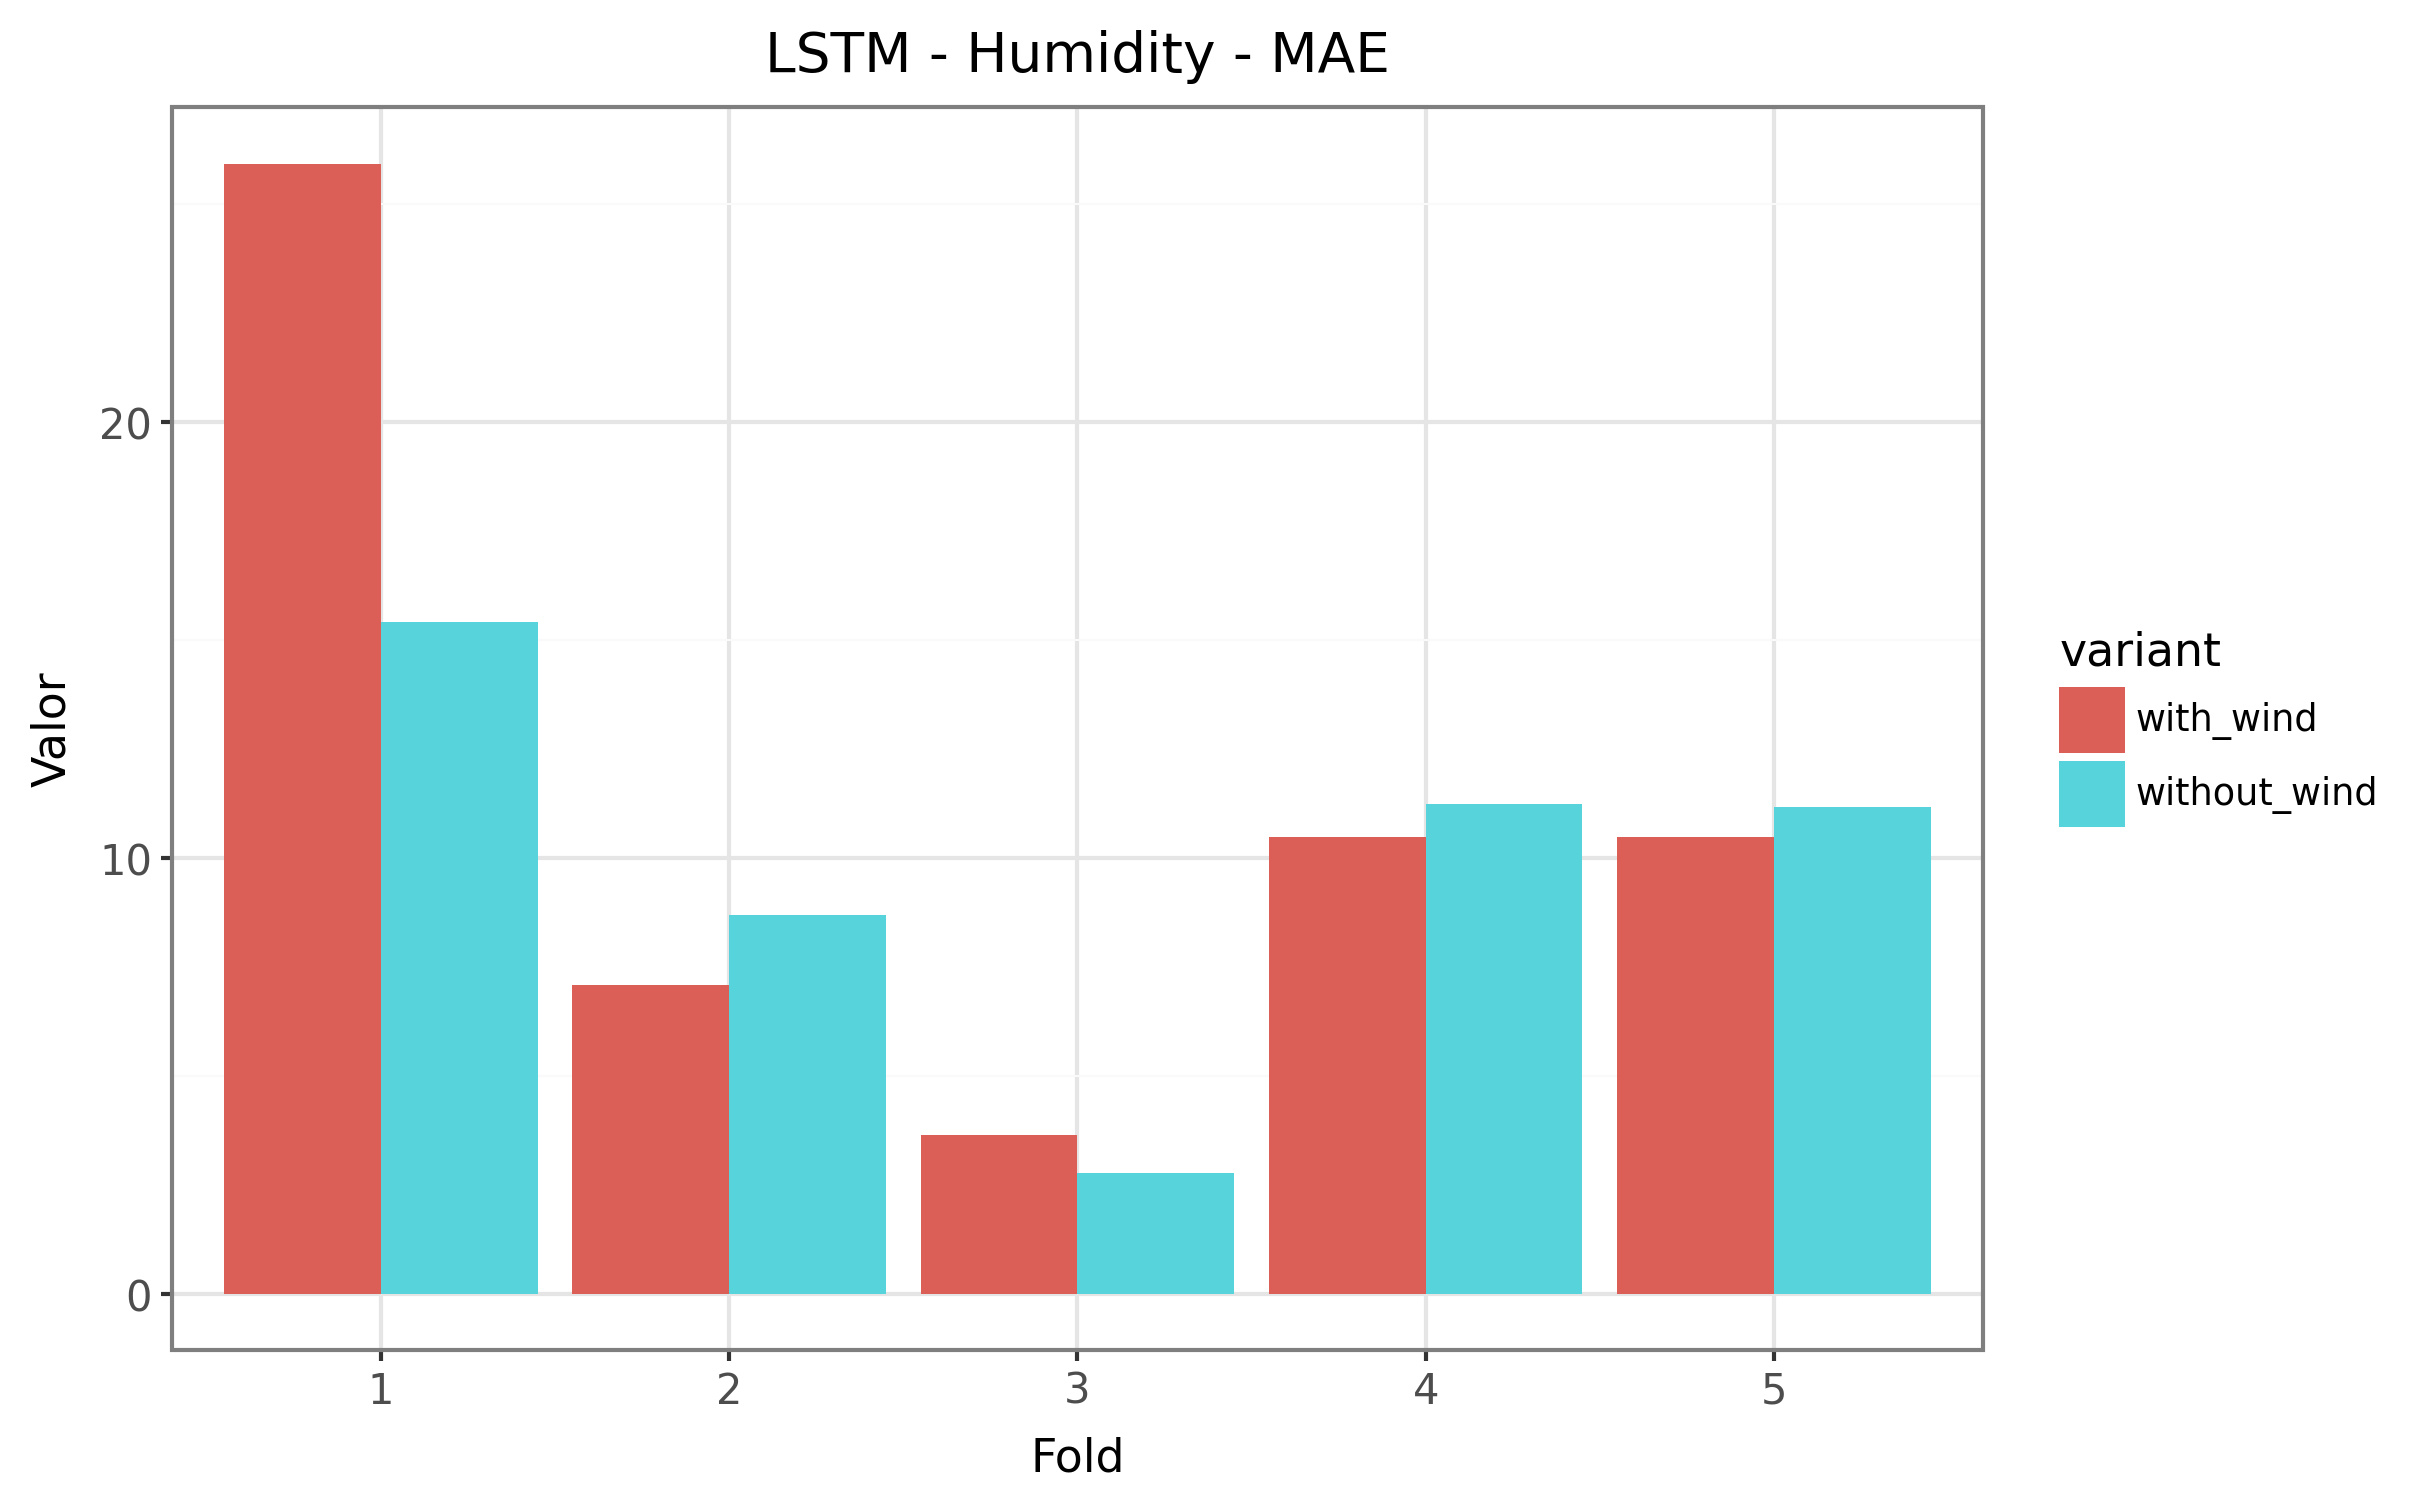 LSTM - Humidity - MAE
Valor
20
10
0
1 2 3 4 5
Fold
variant
with_wind
without_wind